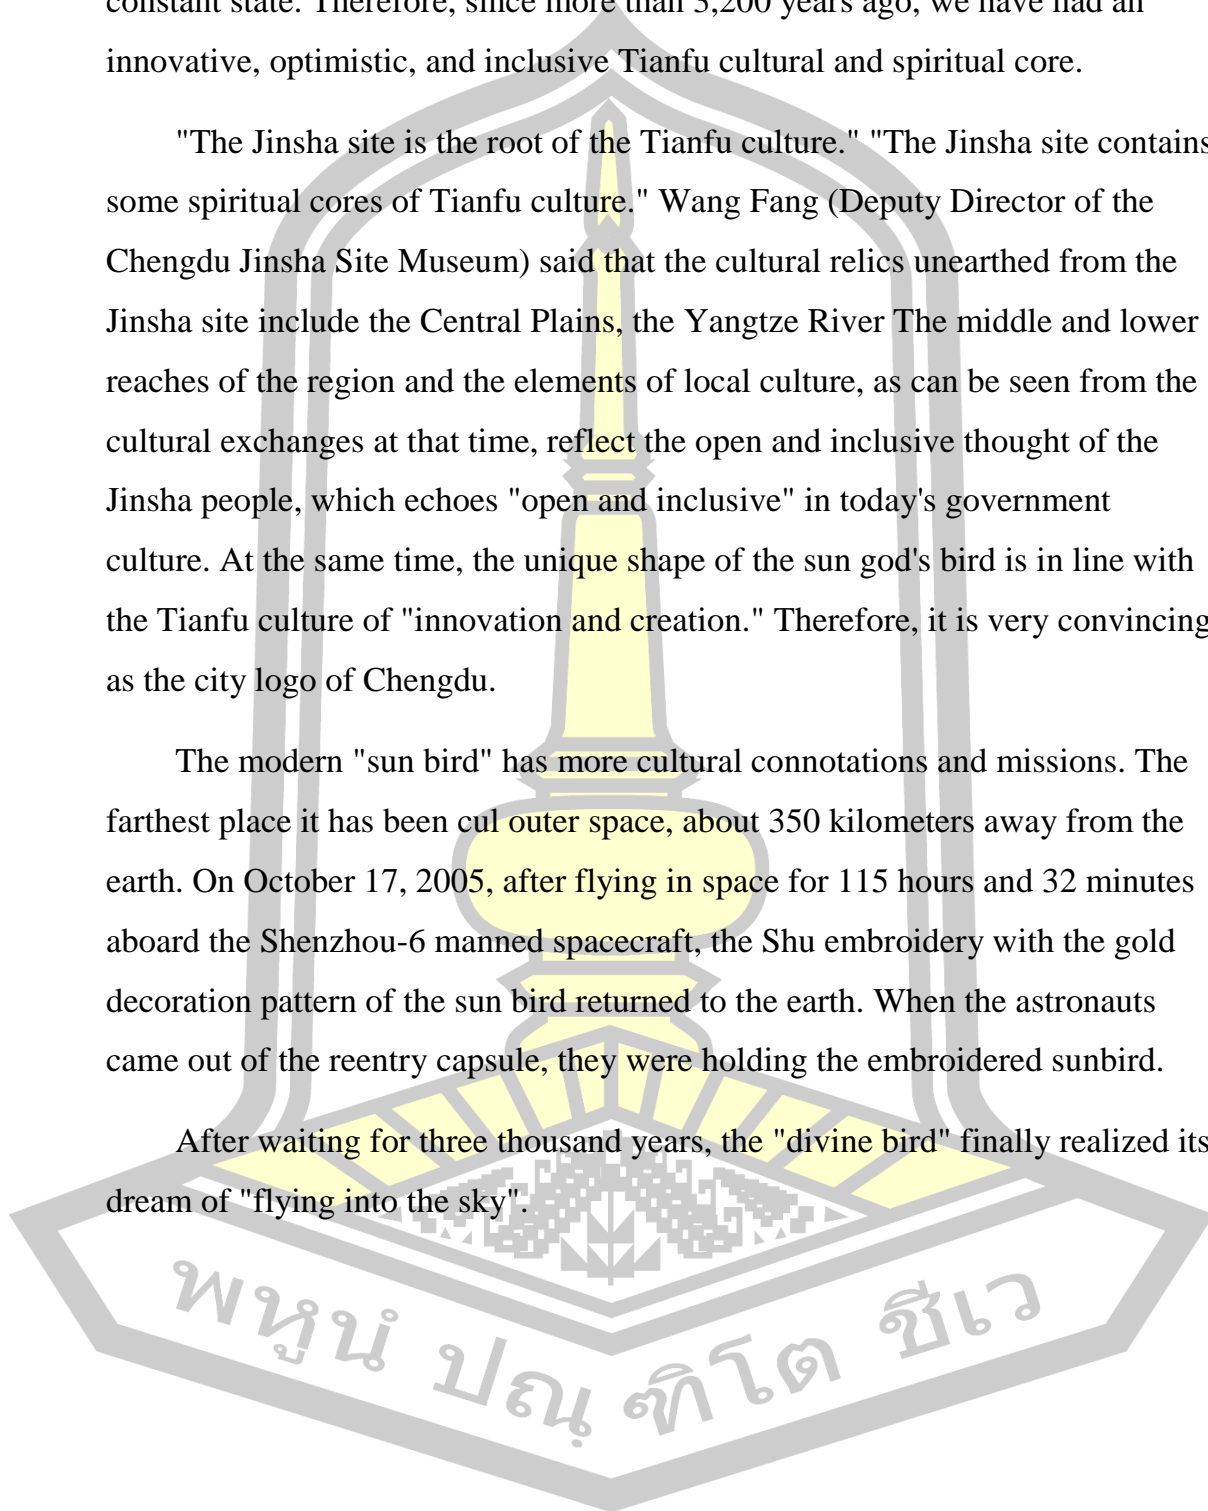 constant state. Therefore, since more than 3,200 years ago, we have had an
innovative, optimistic, and inclusive Tianfu cultural and spiritual core.
"The Jinsha site is the root of the Tianfu culture." "The Jinsha site contains
some spiritual cores of Tianfu culture." Wang Fang (Deputy Director of the
Chengdu Jinsha Site Museum) said that the cultural relics unearthed from the
Jinsha site include the Central Plains, the Yangtze River The middle and lower
reaches of the region and the elements of local culture, as can be seen from the
cultural exchanges at that time, reflect the open and inclusive thought of the
Jinsha people, which echoes "open and inclusive" in today's government
culture. At the same time, the unique shape of the sun god's bird is in line with
the Tianfu culture of "innovation and creation." Therefore, it is very convincing
as the city logo of Chengdu.
The modern "sun bird" has more cultural connotations and missions. The
farthest place it has been cul outer space, about 350 kilometers away from the
earth. On October 17, 2005, after flying in space for 115 hours and 32 minutes
aboard the Shenzhou-6 manned spacecraft, the Shu embroidery with the gold
decoration pattern of the sun bird returned to the earth. When the astronauts
came out of the reentry capsule, they were holding the embroidered sunbird.
After waiting for three thousand years, the "divine bird" finally realized its
dream of "flying into the sky".
พหูนํ ปณฺฑิโต ชีเว